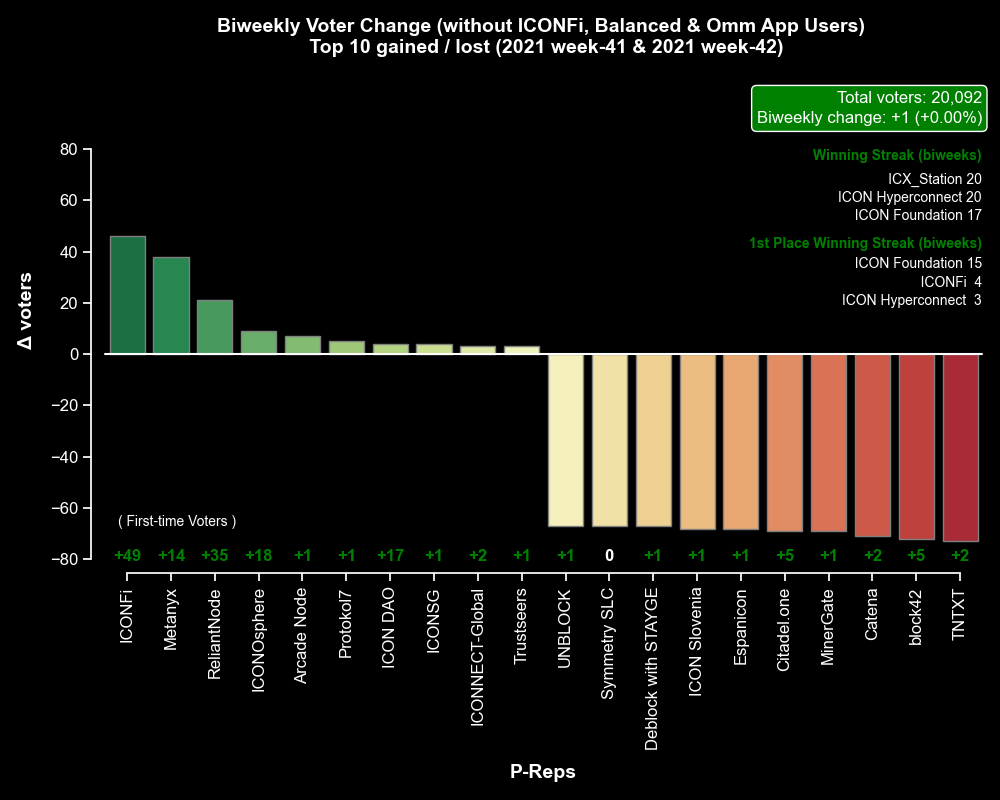 Biweekly Voter Change (without ICONFi, Balanced & Omm App Users)
Top 10 gained / lost (2021 week-41 & 2021 week-42)
Total voters: 20,092
Biweekly change: +1 (+0.00%)
Winning Streak (biweeks)
ICX_Station 20
ICON Hyperconnect 20
ICON Foundation 17
1st Place Winning Streak (biweeks)
ICON Foundation 15
ICONFi 4
ICON Hyperconnect 3
Δ voters
80
60
40
20
0
−20
−40
−60
−80
( First-time Voters )
+49 +14 +35 +18 +1 +1 +17 +1 +2 +1 +1 0 +1 +1 +1 +5 +1 +2 +5 +2
ICONFi
Metanyx
ReliantNode
ICONOsphere
Arcade Node
Protokol7
ICON DAO
ICONSG
ICONNECT-Global
Trustseers
UNBLOCK
Symmetry SLC
Deblock with STAYGE
ICON Slovenia
Espanicon
Citadel.one
MinerGate
Catena
block42
TNTXT
P-Reps